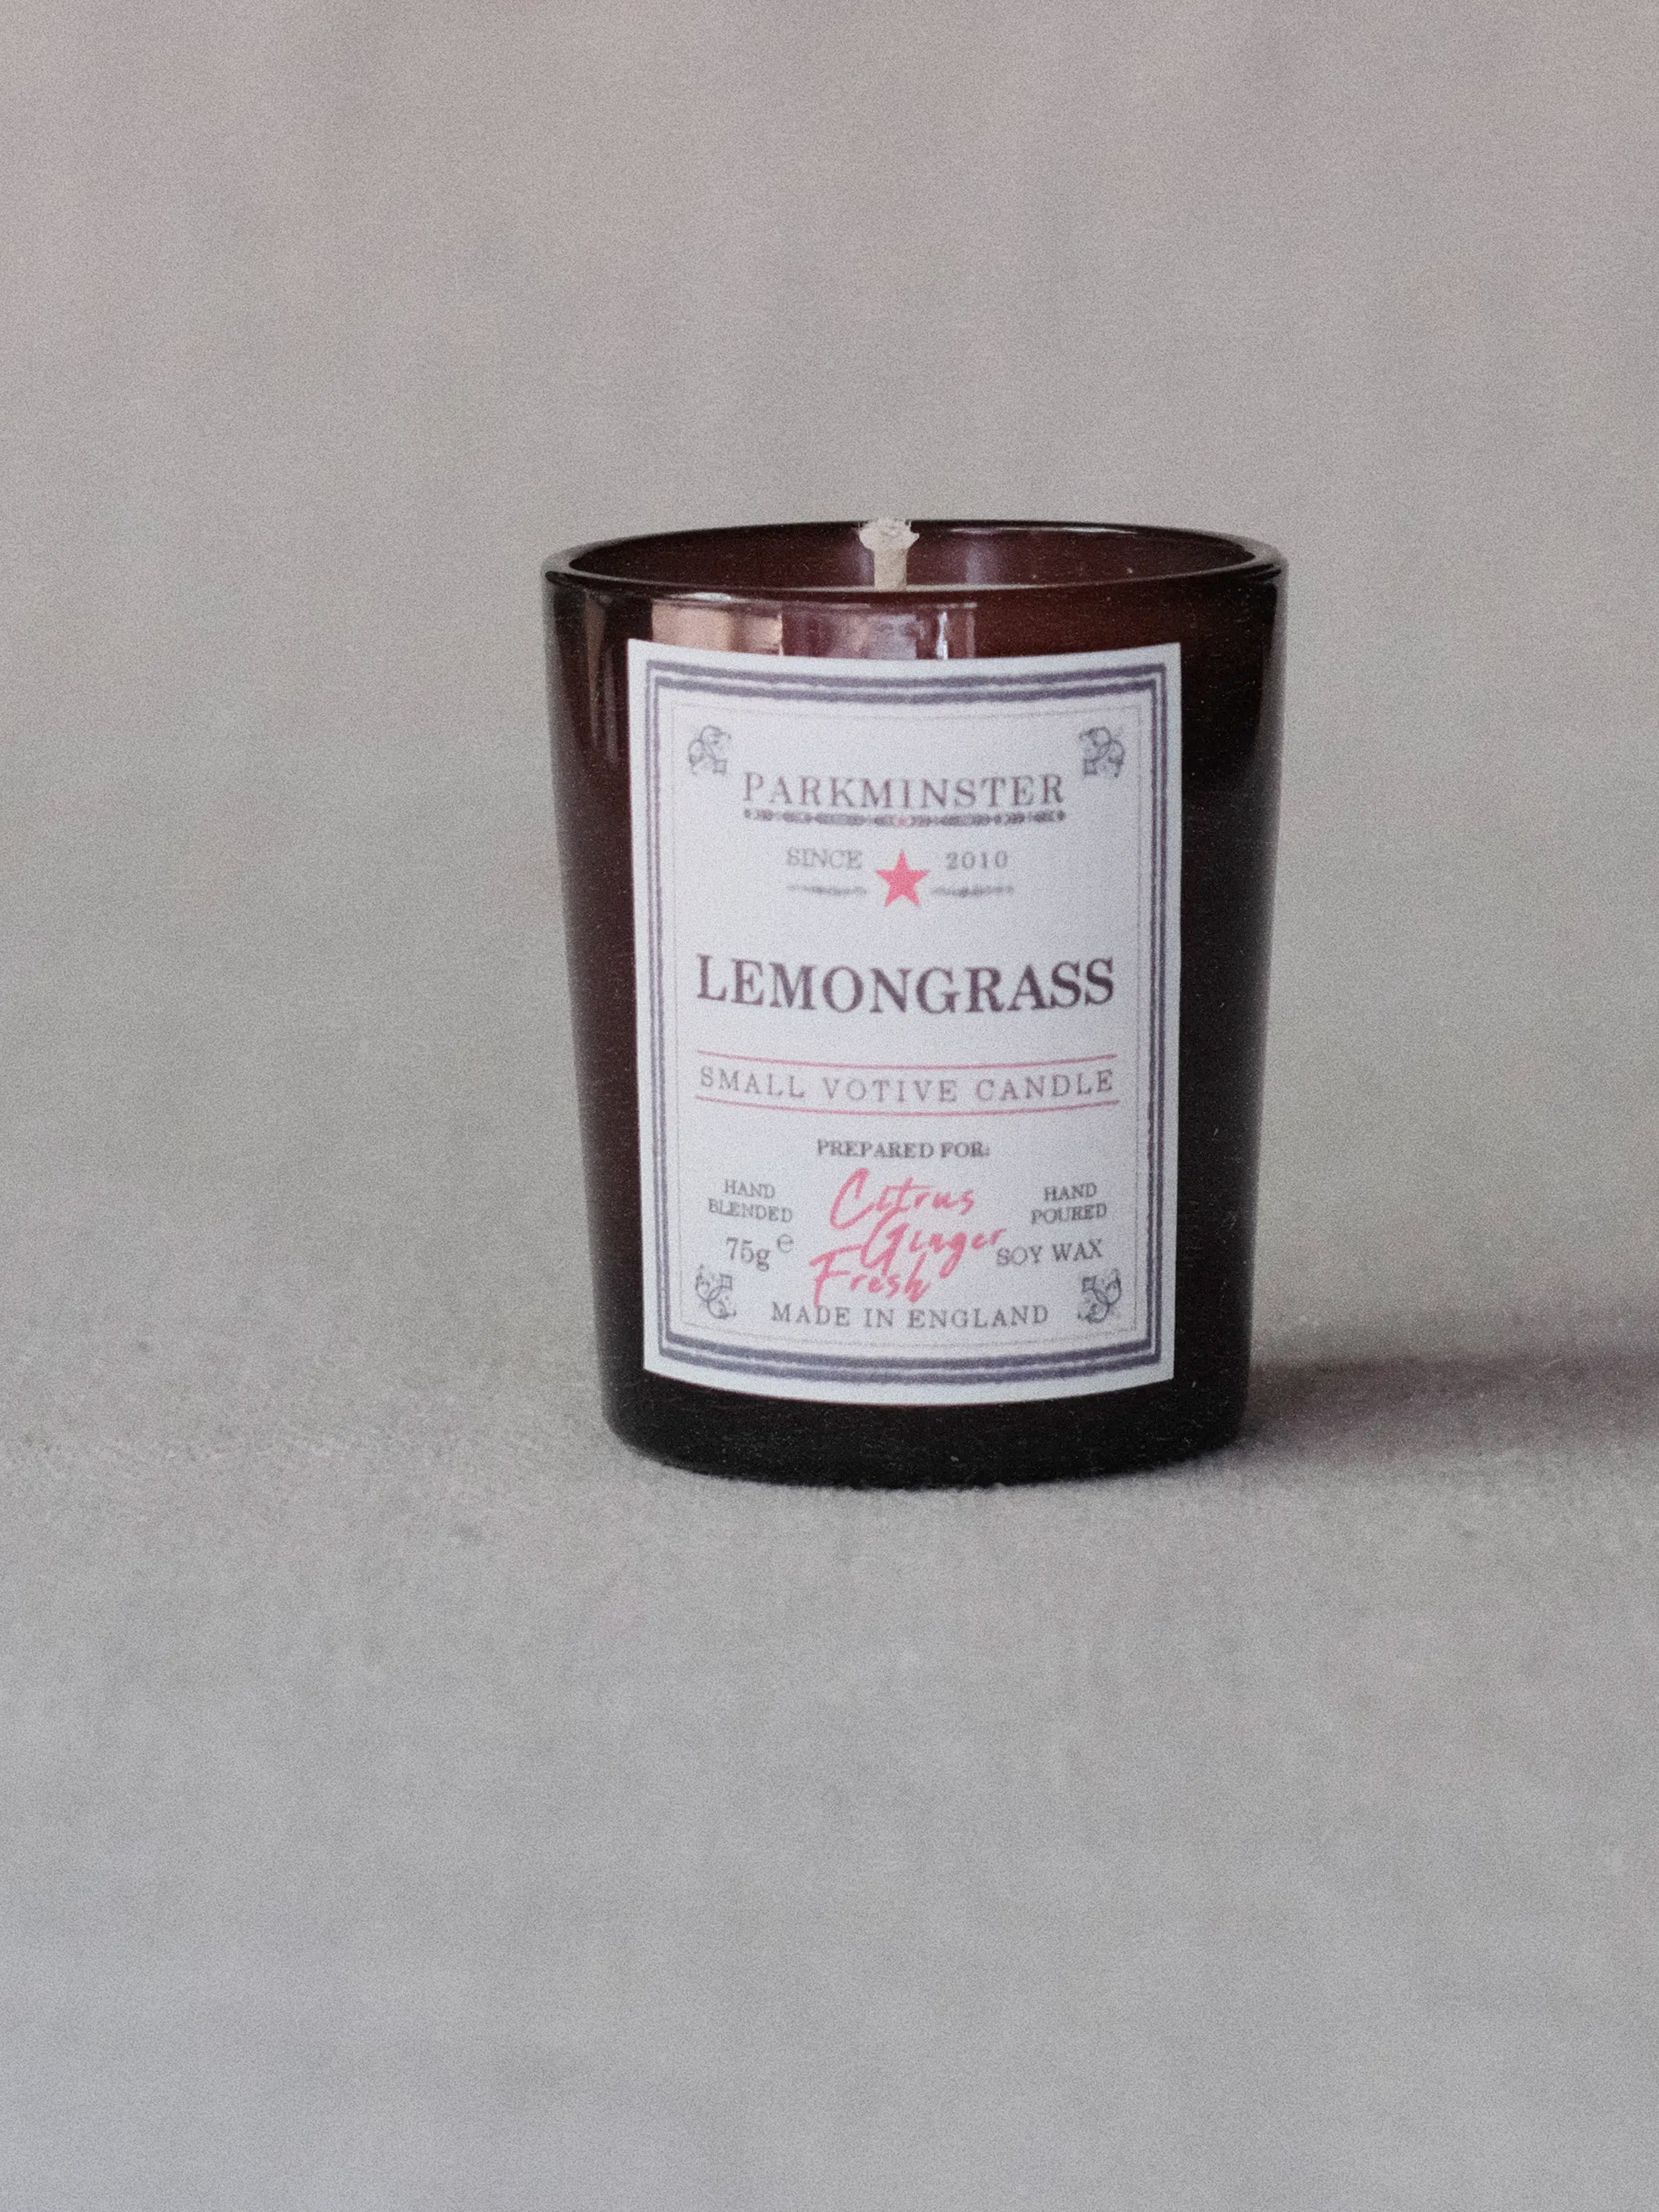 PARKMINSTER
SINCE 2010
LEMONGRASS
SMALL VOTIVE CANDLE
PREPARED FOR:
HAND
BLENDED
75g ℮
Citrus
Ginger
Fresh
HAND
POURED
SOY WAX
MADE IN ENGLAND